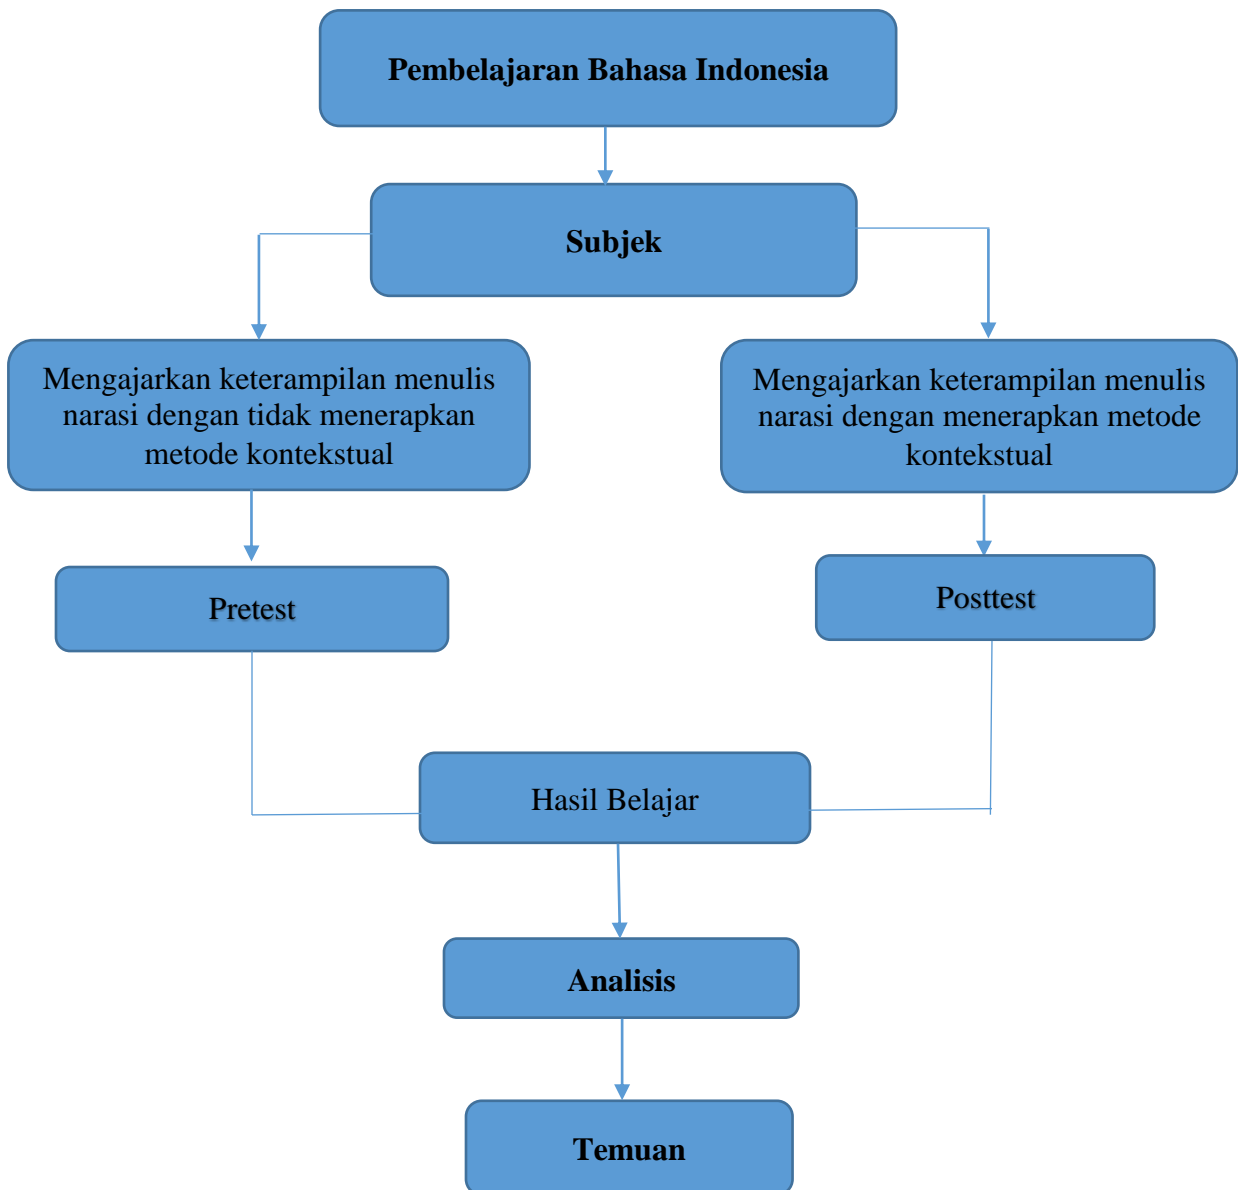 Pembelajaran Bahasa Indonesia
Subjek
Mengajarkan keterampilan menulis
narasi dengan tidak menerapkan
metode kontekstual
Mengajarkan keterampilan menulis
narasi dengan menerapkan metode
kontekstual
Pretest
Posttest
Hasil Belajar
Analisis
Temuan